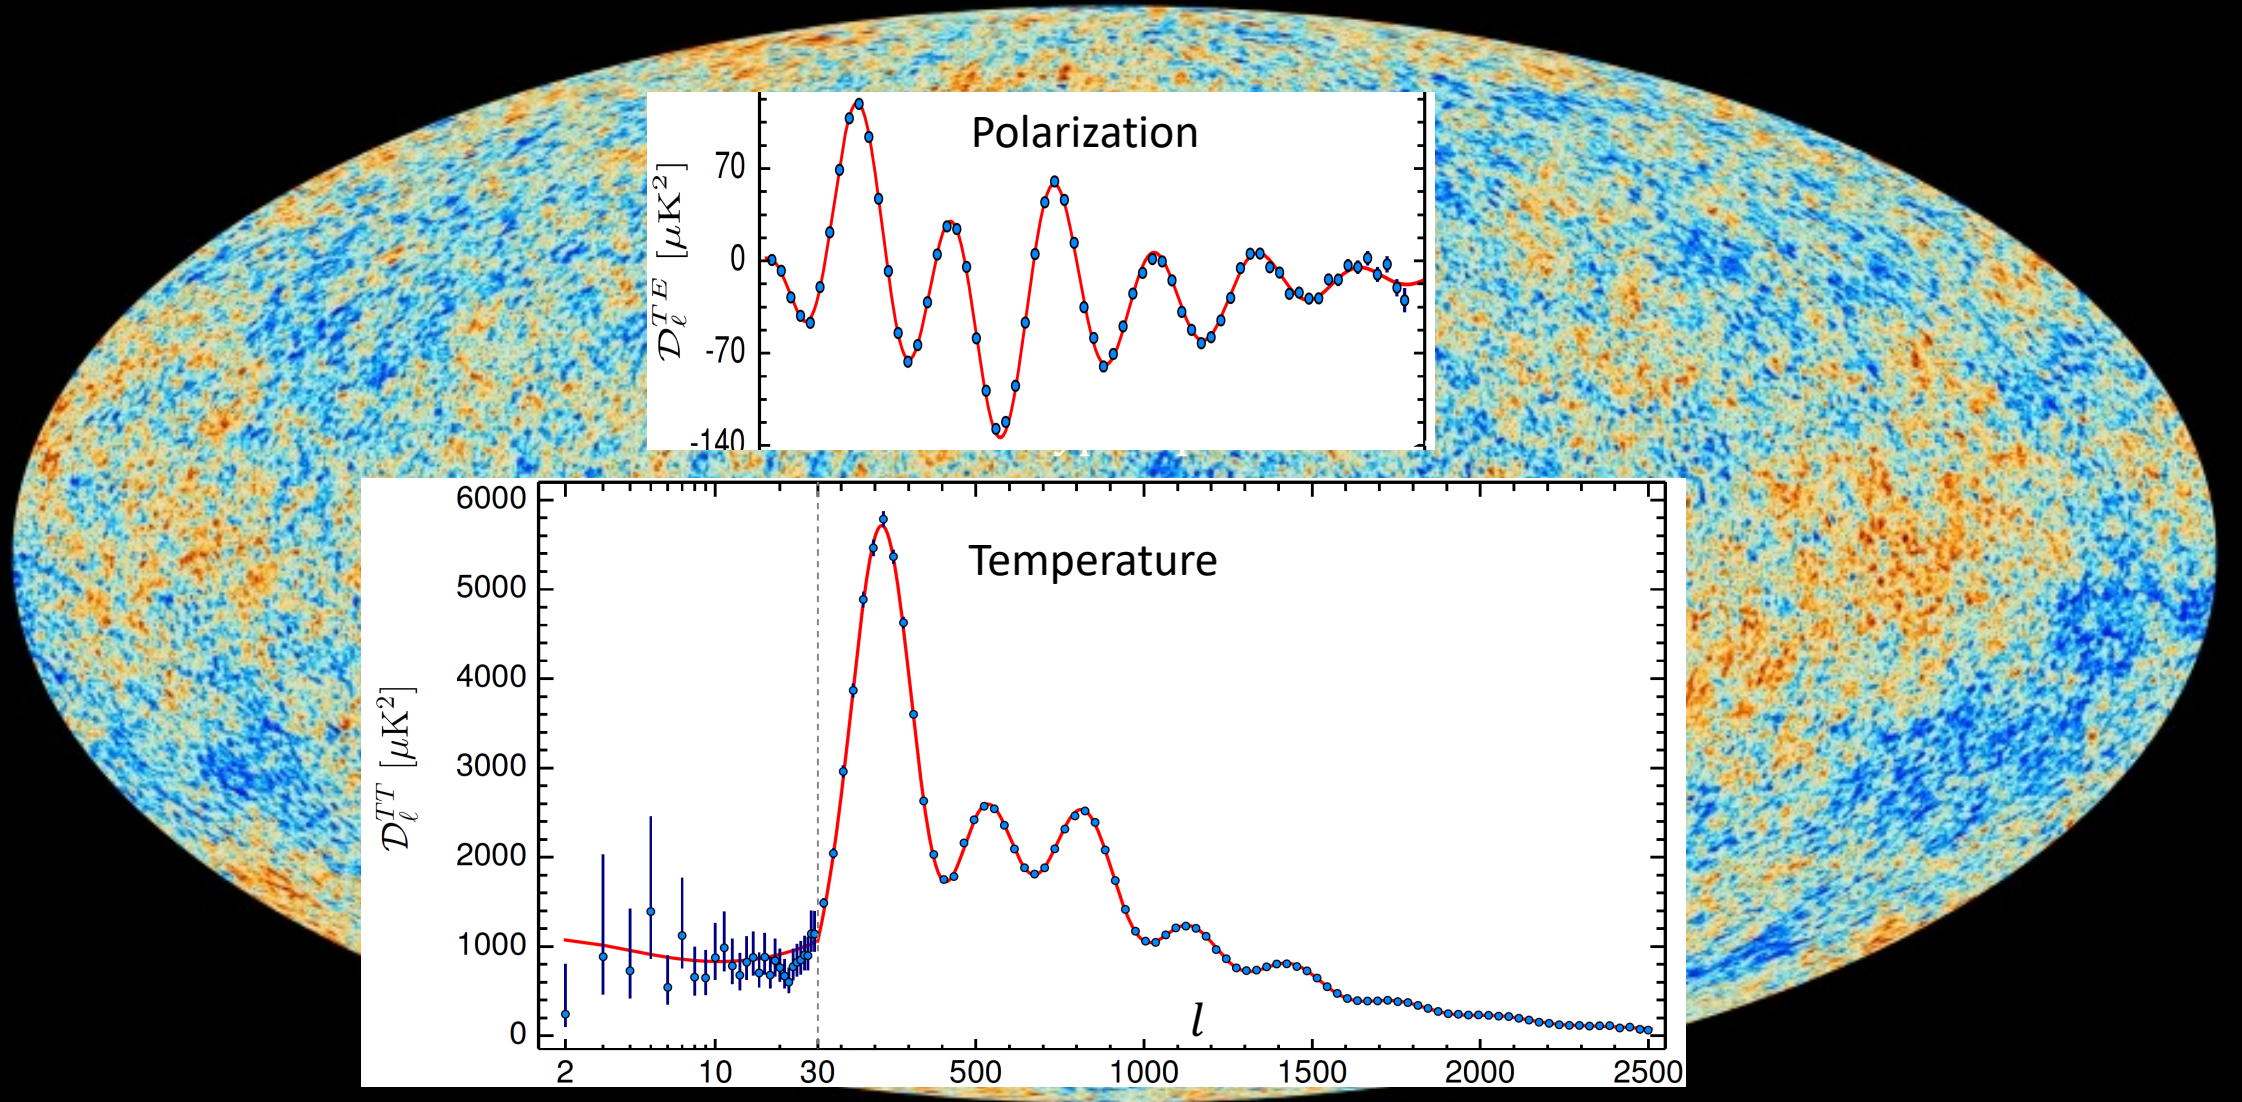 Polarization
70
0
-70
-140
𝒟_ℓ^{TE} [μK²]
6000
5000
4000
3000
2000
1000
0
Temperature
𝒟_ℓ^{TT} [μK²]
l
2 10 30 500 1000 1500 2000 2500